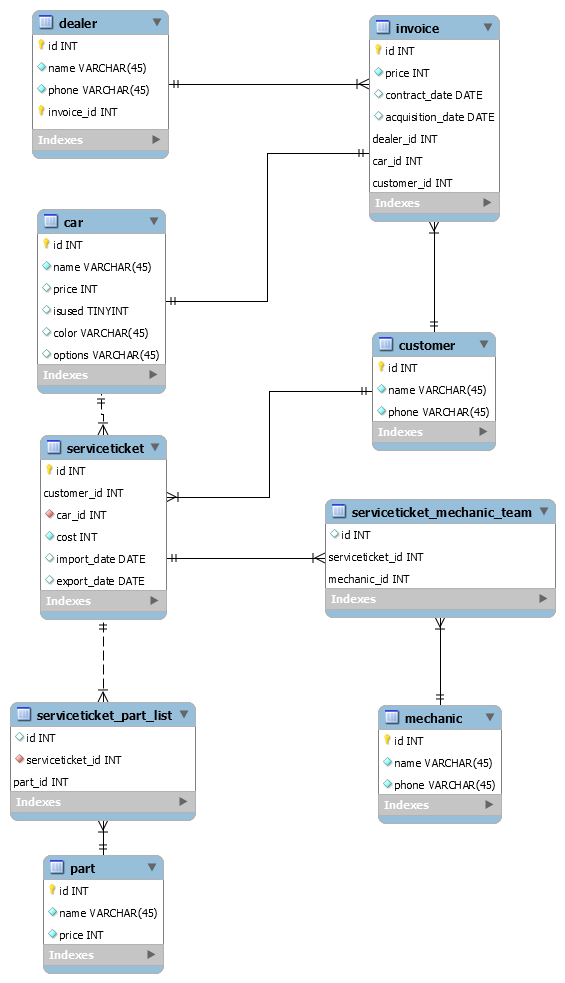 dealer
id INT
name VARCHAR(45)
phone VARCHAR(45)
invoice_id INT
Indexes
invoice
id INT
price INT
contract_date DATE
acquisition_date DATE
dealer_id INT
car_id INT
customer_id INT
Indexes
car
id INT
name VARCHAR(45)
price INT
isused TINYINT
color VARCHAR(45)
options VARCHAR(45)
Indexes
customer
id INT
name VARCHAR(45)
phone VARCHAR(45)
Indexes
serviceticket
id INT
customer_id INT
car_id INT
cost INT
import_date DATE
export_date DATE
Indexes
serviceticket_mechanic_team
id INT
serviceticket_id INT
mechanic_id INT
Indexes
serviceticket_part_list
id INT
serviceticket_id INT
part_id INT
Indexes
mechanic
id INT
name VARCHAR(45)
phone VARCHAR(45)
Indexes
part
id INT
name VARCHAR(45)
price INT
Indexes